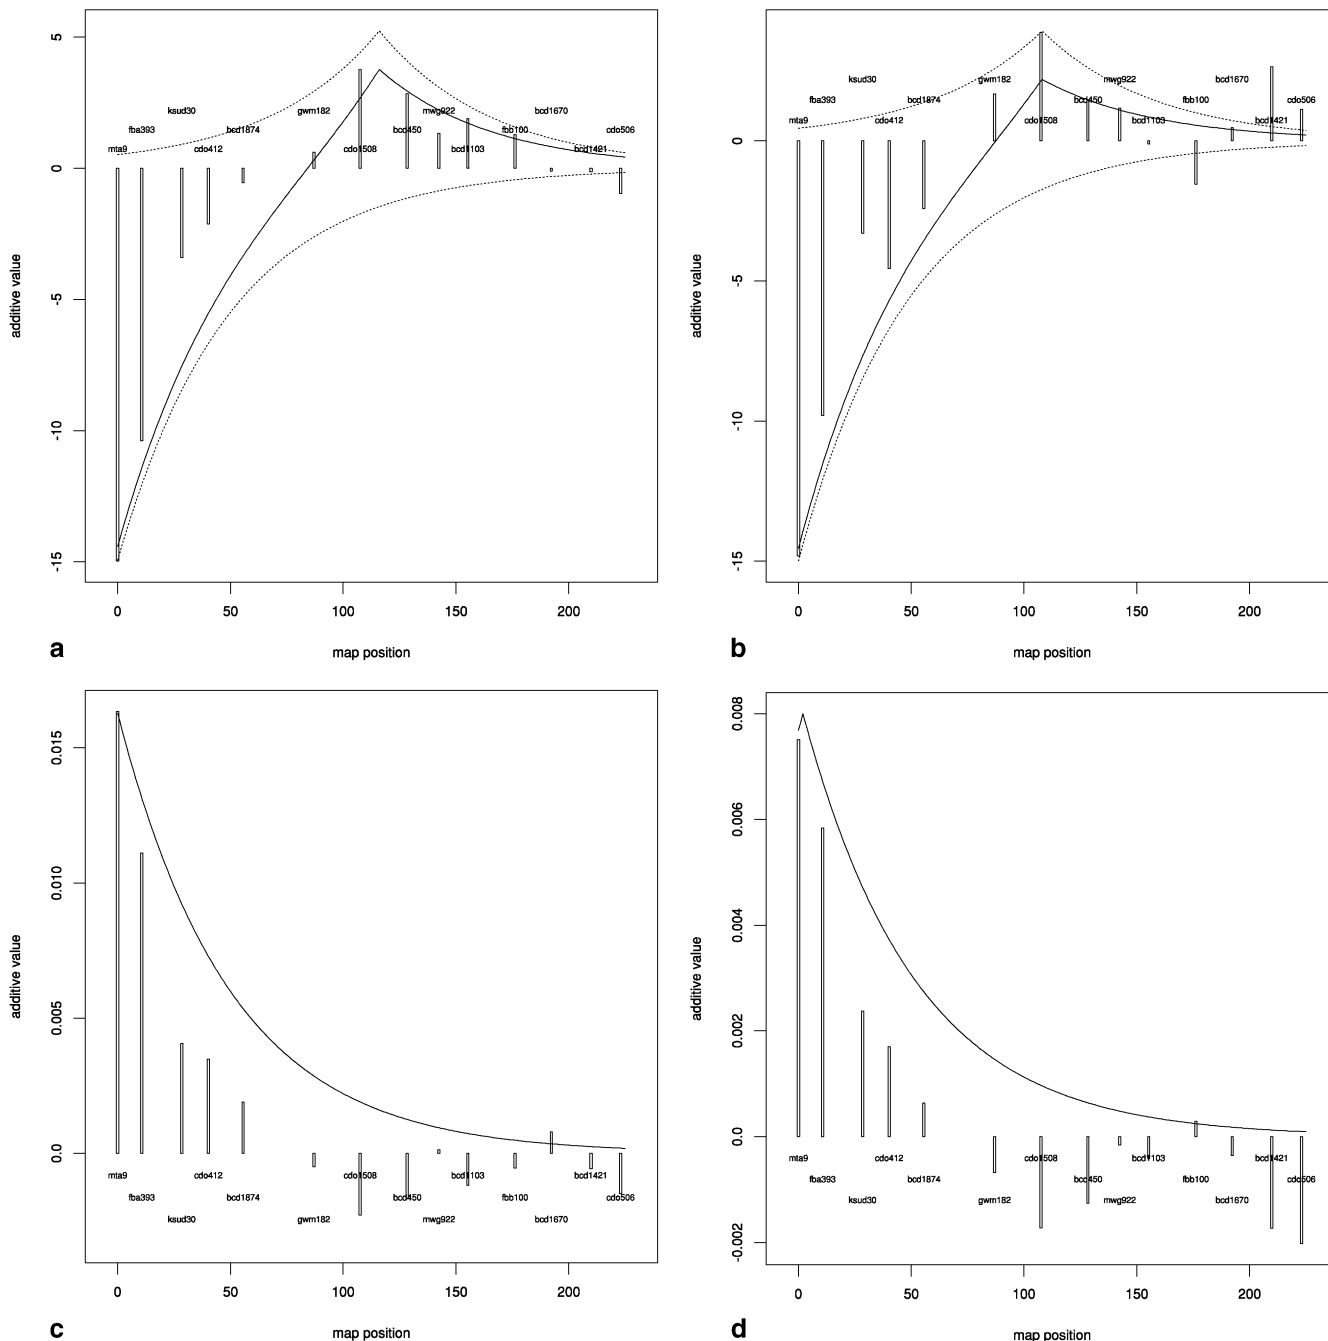 5
0
-5
-10
-15
additive value
ksud30
bcd1670
gwm182
mwg922
fba393
bcd1874
bcd450
fbb100
cdo506
mta9
cdo412
cdo1508
bcd1103
bcd1421
0
50
100
150
200
a
map position
0
-5
-10
-15
additive value
ksud30
gwm182
mwg922
bcd1670
fba393
bcd1874
bcd450
fbb100
cdo506
mta9
cdo412
cdo1508
bcd1103
bcd1421
0
50
100
150
200
b
map position
0.015
0.010
0.005
0.0
additive value
mta9
cdo412
cdo1508
bcd1103
bcd1421
fba393
bcd1874
bcd450
fbb100
cdo506
ksud30
gwm182
mwg922
bcd1670
0
50
100
150
200
c
map position
0.008
0.006
0.004
0.002
0.0
-0.002
additive value
mta9
cdo412
cdo1508
bcd1103
bcd1421
fba393
bcd1874
bcd450
fbb100
cdo506
ksud30
gwm182
mwg922
bcd1670
0
50
100
150
200
d
map position